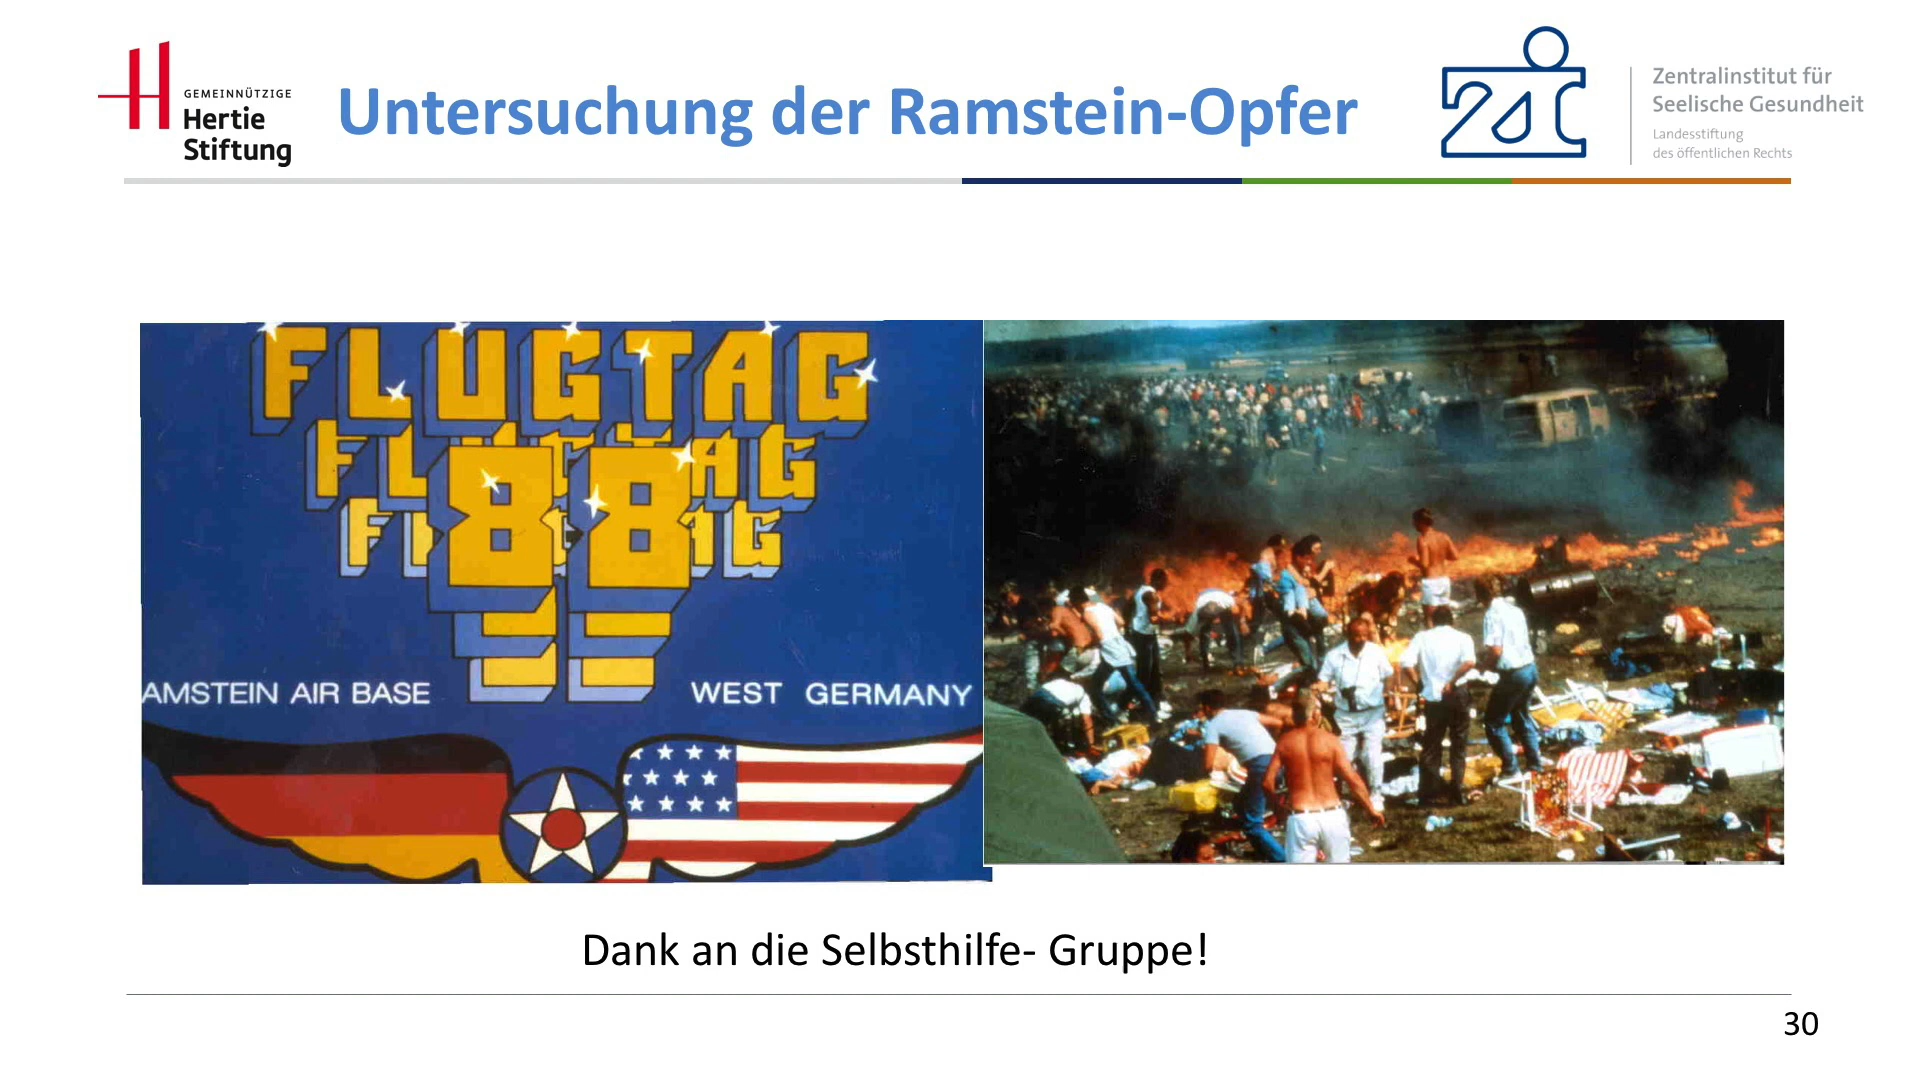 GEMEINNÜTZIGE
Hertie
Stiftung
Untersuchung der Ramstein-Opfer
Zentralinstitut für
Seelische Gesundheit
Landesstiftung
des öffentlichen Rechts
FLUGTAG
88
AMSTEIN AIR BASE
WEST GERMANY
Dank an die Selbsthilfe- Gruppe!
30